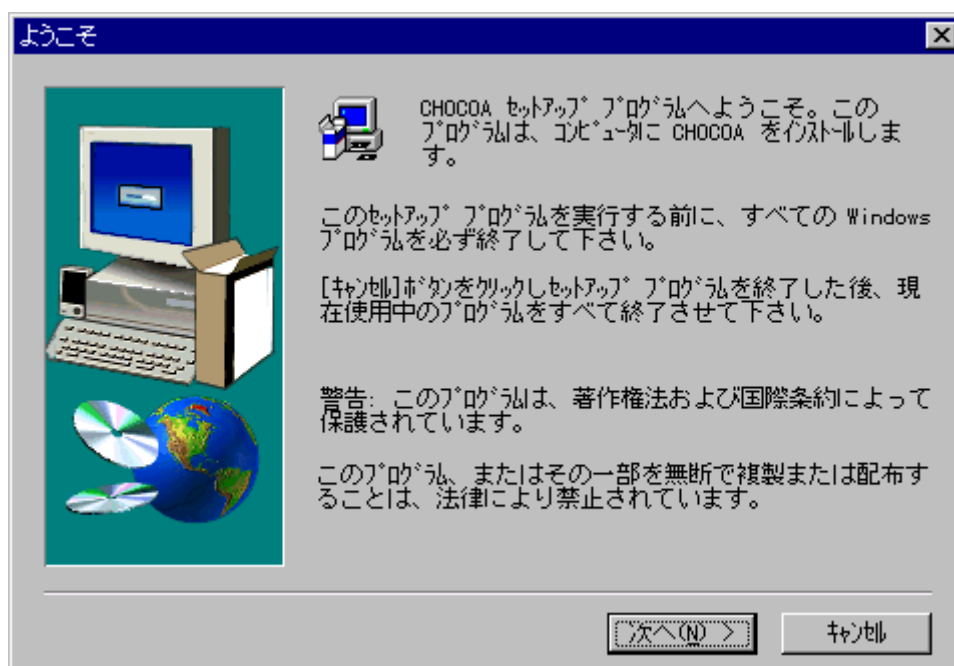 ようこそ
CHOCOA ｾｯﾄｱｯﾌﾟ ﾌﾟﾛｸﾞﾗﾑへようこそ。この
ﾌﾟﾛｸﾞﾗﾑは、ｺﾝﾋﾟｭｰﾀに CHOCOA をｲﾝｽﾄｰﾙしま
す。
このｾｯﾄｱｯﾌﾟ ﾌﾟﾛｸﾞﾗﾑを実行する前に、すべての Windows
ﾌﾟﾛｸﾞﾗﾑを必ず終了して下さい。
[ｷｬﾝｾﾙ]ﾎﾞﾀﾝをｸﾘｯｸしｾｯﾄｱｯﾌﾟ ﾌﾟﾛｸﾞﾗﾑを終了した後、現
在使用中のﾌﾟﾛｸﾞﾗﾑをすべて終了させて下さい。
警告: このﾌﾟﾛｸﾞﾗﾑは、著作権法および国際条約によって
保護されています。
このﾌﾟﾛｸﾞﾗﾑ、またはその一部を無断で複製または配布す
ることは、法律により禁止されています。
次へ(N) >
ｷｬﾝｾﾙ